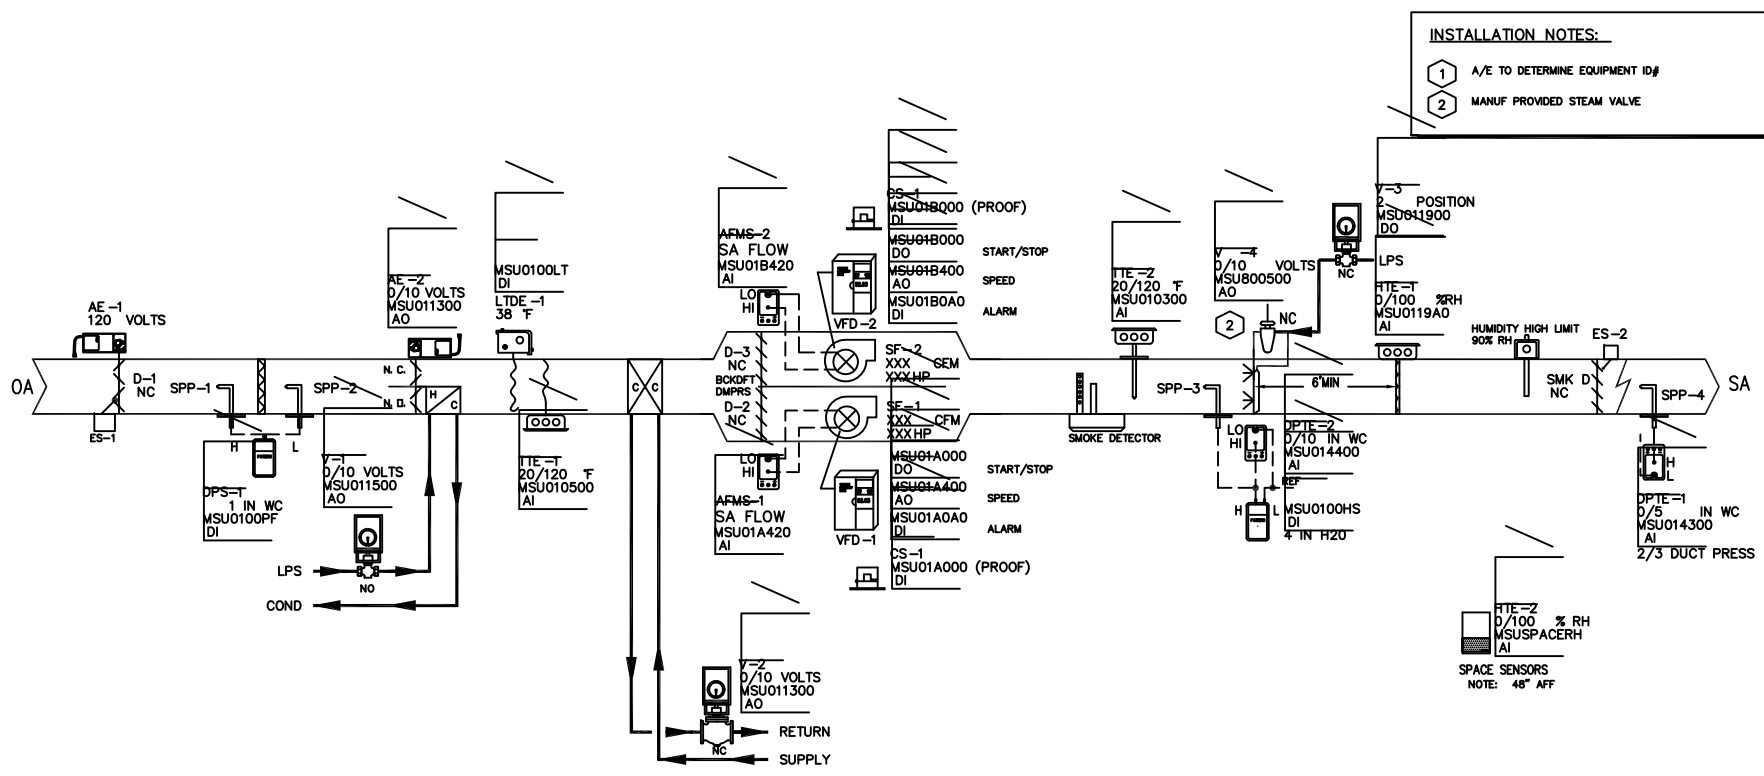 INSTALLATION NOTES:
1 A/E TO DETERMINE EQUIPMENT ID#
2 MANUF PROVIDED STEAM VALVE
OA
AE-1
120 VOLTS
D-1
NC
ES-1
SPP-1
SPP-2
H
L
DPS-1
1 IN WC
MSU0100PF
DI
AE-2
0/10 VOLTS
MSU011300
AO
N.C.
N.O.
H
C
V-1
0/10 VOLTS
MSU011500
AO
LPS
NO
COND
MSU0100LT
DI
LTDE-1
38 °F
TTE-1
20/120 °F
MSU010500
AI
C C
AFMS-2
SA FLOW
MSU01B420
AI
LO
HI
D-3
NC
BCKDFT
DMPRS
D-2
NC
LO
HI
AFMS-1
SA FLOW
MSU01A420
AI
V-2
0/10 VOLTS
MSU011300
AO
NC
RETURN
SUPPLY
CS-1
MSU01B000 (PROOF)
DI
MSU01B000
DO
START/STOP
MSU01B400
AO
SPEED
MSU01B0A0
DI
ALARM
VFD-2
SF-2
XXX CFM
XXX HP
SF-1
XXX CFM
XXX HP
VFD-1
MSU01A000
DO
START/STOP
MSU01A400
AO
SPEED
MSU01A0A0
DI
ALARM
CS-1
MSU01A000 (PROOF)
DI
TTE-2
20/120 °F
MSU010300
AI
SMOKE DETECTOR
SPP-3
V-4
0/10 VOLTS
MSU800500
AO
2
NC
V-3
2 POSITION
MSU011900
DO
LPS
NC
HTE-1
0/100 %RH
MSU0119A0
AI
6"MIN
LO
HI
DPTE-2
0/10 IN WC
MSU014400
AI
REF
H
L
MSU0100HS
DI
4 IN H20
HUMIDITY HIGH LIMIT
90% RH
ES-2
SMK D
NC
SPP-4
SA
H
L
DPTE-1
0/5 IN WC
MSU014300
AI
2/3 DUCT PRESS
HTE-2
0/100 % RH
MSUSPACERH
AI
SPACE SENSORS
NOTE: 48" AFF